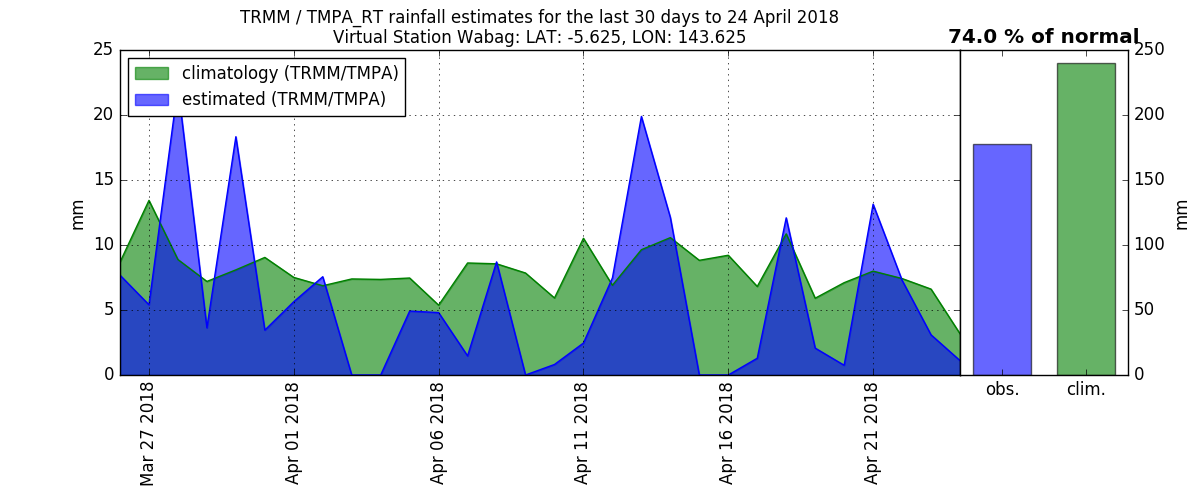 TRMM / TMPA_RT rainfall estimates for the last 30 days to 24 April 2018
Virtual Station Wabag: LAT: -5.625, LON: 143.625
74.0 % of normal
climatology (TRMM/TMPA)
estimated (TRMM/TMPA)
25
20
15
10
5
0
mm
Mar 27 2018
Apr 01 2018
Apr 06 2018
Apr 11 2018
Apr 16 2018
Apr 21 2018
obs.
clim.
250
200
150
100
50
0
mm